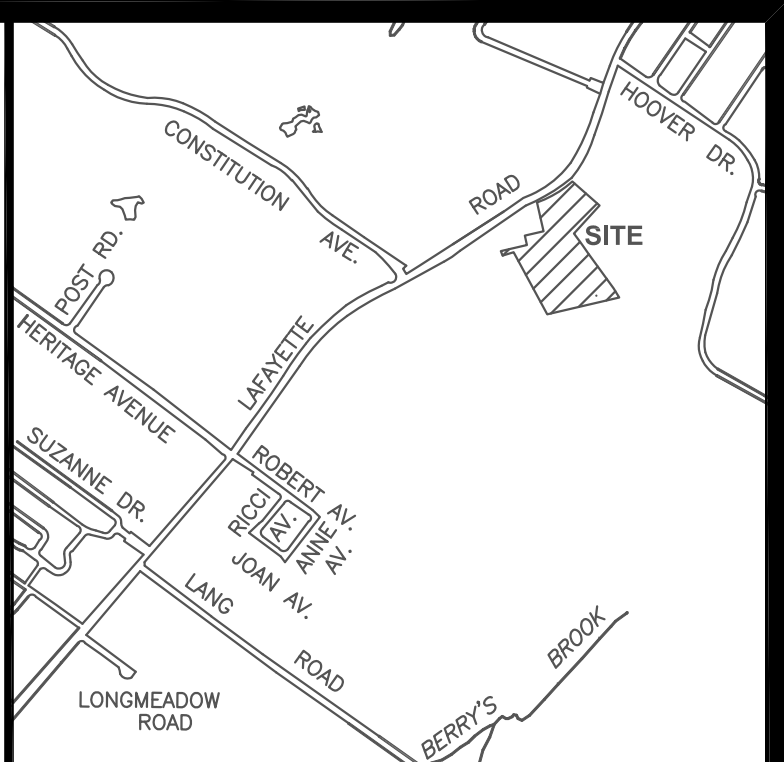 HOOVER DR.
CONSTITUTION AVE.
ROAD
SITE
POST RD.
LAFAYETTE
HERITAGE AVENUE
SUZANNE DR.
ROBERT AV.
RICCI
AV.
ANNE
AV.
JOAN AV.
LANG ROAD
BROOK
BERRY'S
LONGMEADOW
ROAD